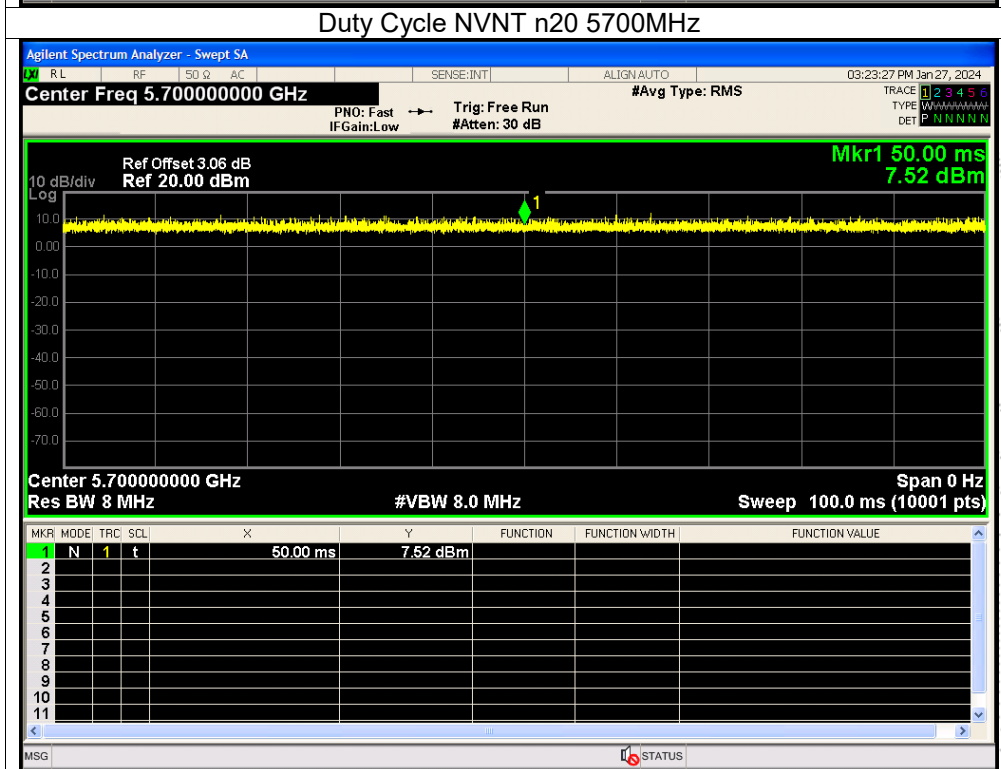 Duty Cycle NVNT n20 5700MHz
Agilent Spectrum Analyzer - Swept SA
LXI RL RF 50 Ω AC SENSE:INT ALIGN AUTO 03:23:27 PM Jan 27, 2024
Center Freq 5.700000000 GHz #Avg Type: RMS TRACE 1 2 3 4 5 6
PNO: Fast Trig: Free Run TYPE WWWWWW
IFGain:Low #Atten: 30 dB DET P N N N N N
Mkr1 50.00 ms
Ref Offset 3.06 dB
10 dB/div Ref 20.00 dBm 7.52 dBm
Log
1
10.0
0.00
-10.0
-20.0
-30.0
-40.0
-50.0
-60.0
-70.0
Center 5.700000000 GHz Span 0 Hz
Res BW 8 MHz #VBW 8.0 MHz Sweep 100.0 ms (10001 pts)
MKR MODE TRC SCL X Y FUNCTION FUNCTION WIDTH FUNCTION VALUE
1 N 1 t 50.00 ms 7.52 dBm
2
3
4
5
6
7
8
9
10
11
MSG STATUS